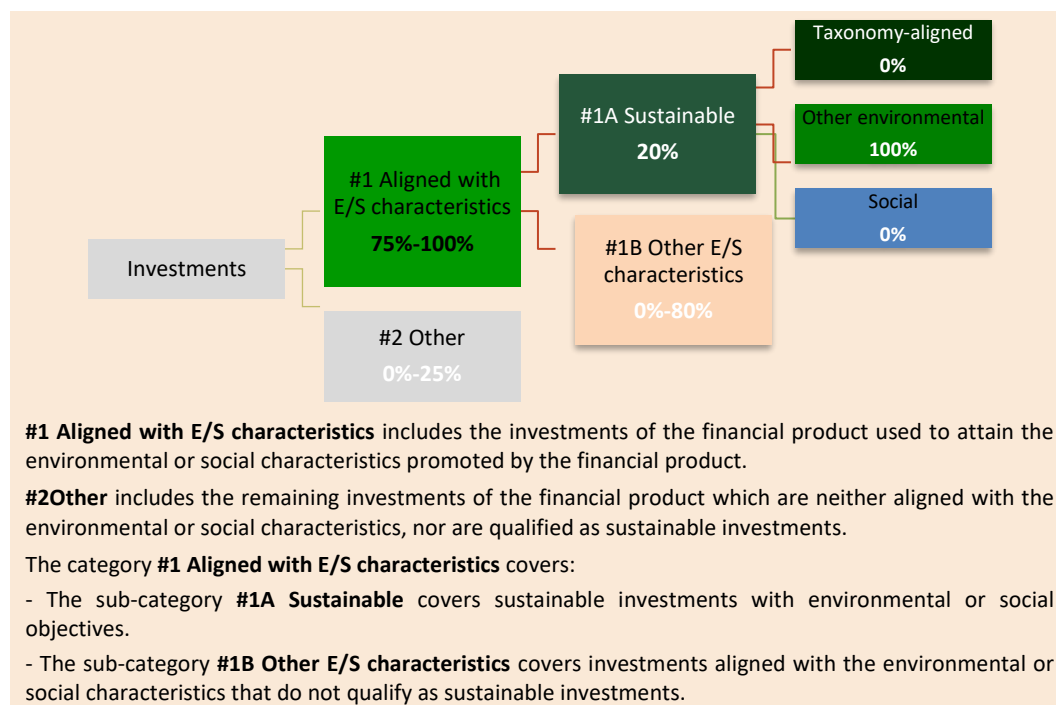 Taxonomy-aligned
0%
#1A Sustainable
20%
Other environmental
100%
#1 Aligned with
E/S characteristics
75%-100%
Social
0%
Investments
#1B Other E/S
characteristics
0%-80%
#2 Other
0%-25%
#1 Aligned with E/S characteristics includes the investments of the financial product used to attain the
environmental or social characteristics promoted by the financial product.
#2Other includes the remaining investments of the financial product which are neither aligned with the
environmental or social characteristics, nor are qualified as sustainable investments.
The category #1 Aligned with E/S characteristics covers:
- The sub-category #1A Sustainable covers sustainable investments with environmental or social
objectives.
- The sub-category #1B Other E/S characteristics covers investments aligned with the environmental or
social characteristics that do not qualify as sustainable investments.